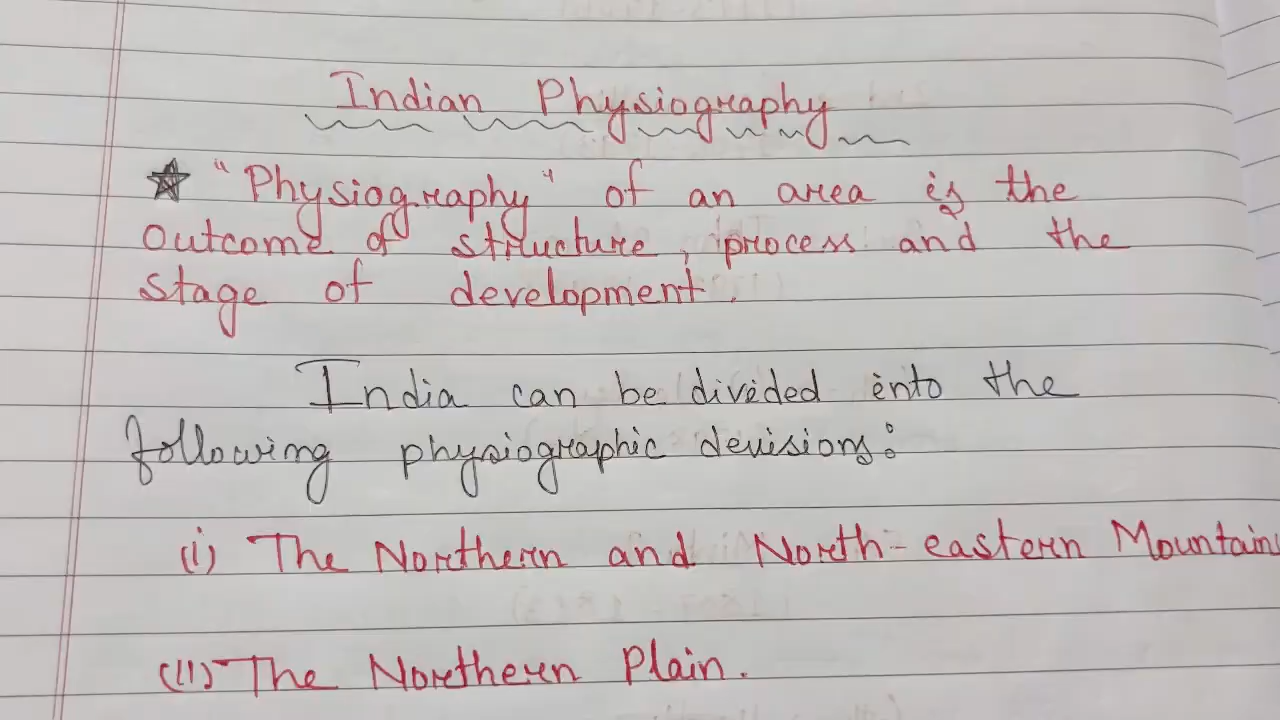 Indian Physiography
"Physiography" of an area is the
outcome of structure, process and the
stage of development.
India can be divided into the
following physiographic devisions:
(i) The Northern and North-eastern Mountain
(II) The Northern Plain.